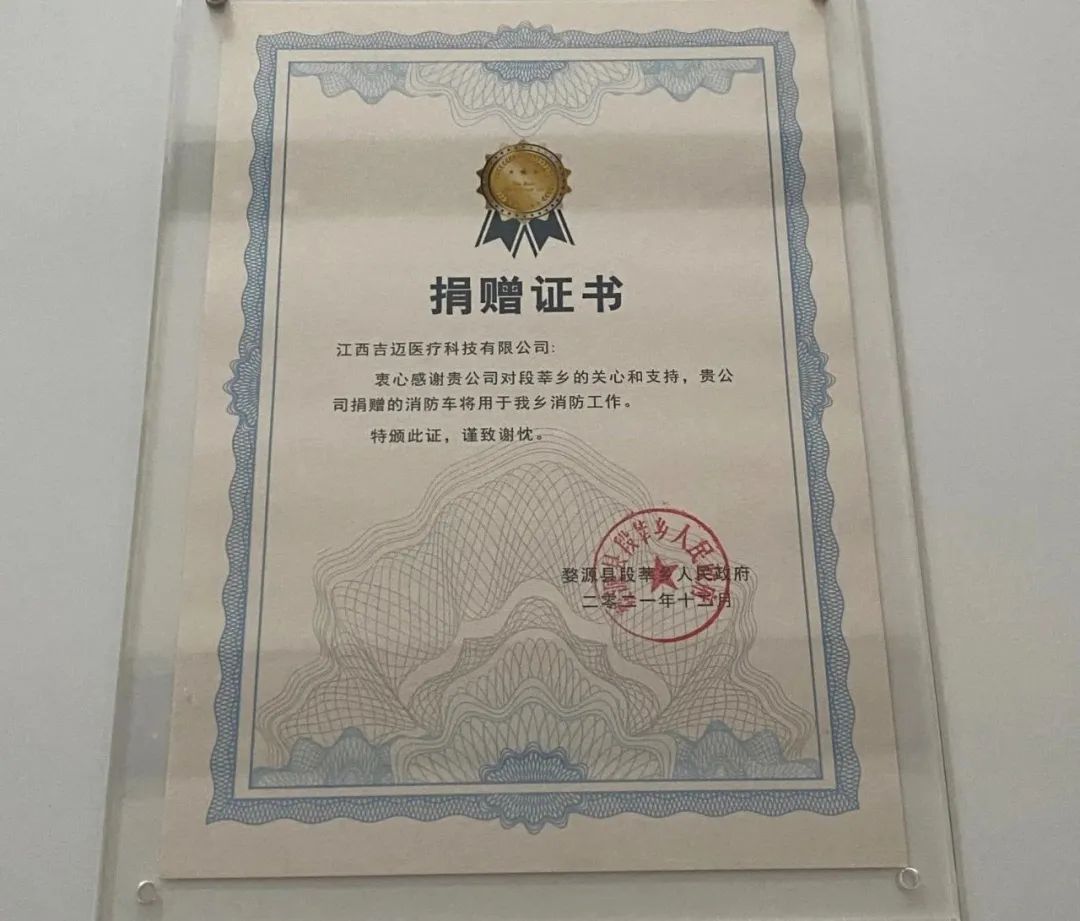 捐赠证书
江西吉迈医疗科技有限公司:
衷心感谢贵公司对段莘乡的关心和支持，贵公
司捐赠的消防车将用于我乡消防工作。
特颁此证，谨致谢忱。
婺源县段莘乡人民政府
二零二一年十二月